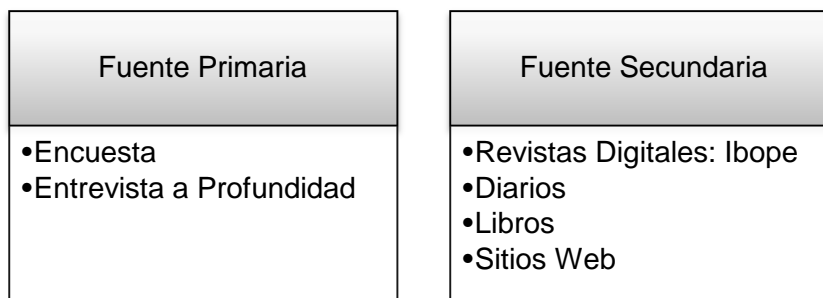 Fuente Primaria
•Encuesta
•Entrevista a Profundidad
Fuente Secundaria
•Revistas Digitales: Ibope
•Diarios
•Libros
•Sitios Web